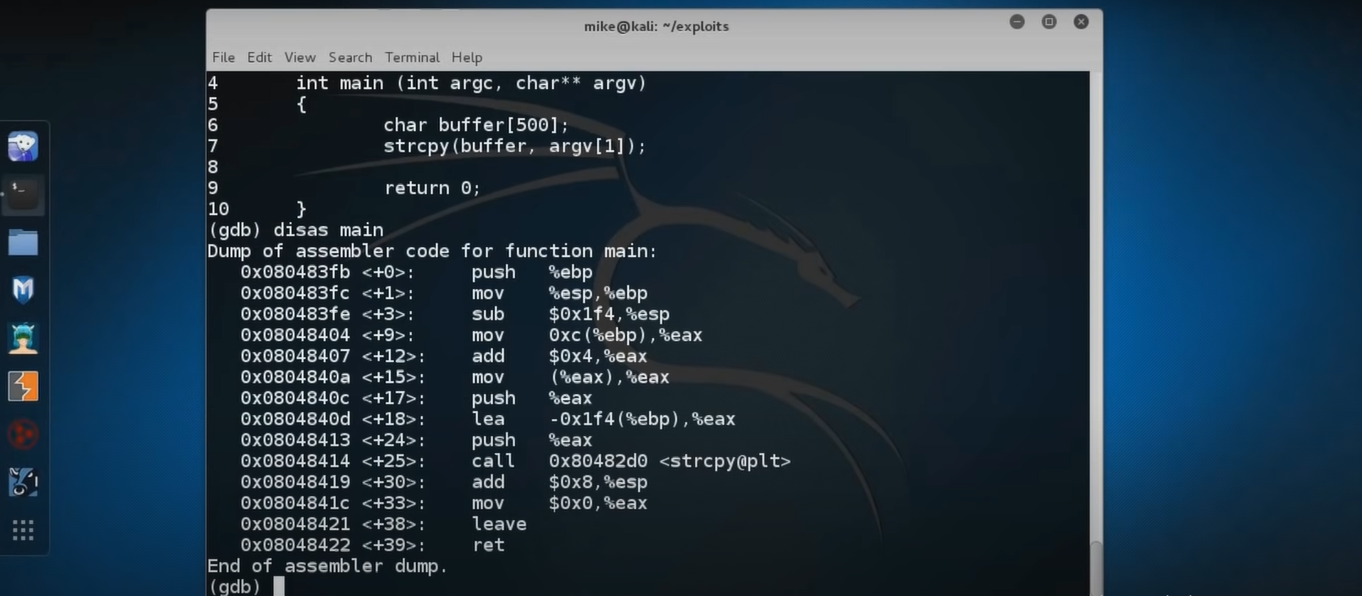 mike@kali: ~/exploits
File Edit View Search Terminal Help
4 int main (int argc, char** argv)
5 {
6 char buffer[500];
7 strcpy(buffer, argv[1]);
8
9 return 0;
10 }
(gdb) disas main
Dump of assembler code for function main:
0x080483fb <+0>: push %ebp
0x080483fc <+1>: mov %esp,%ebp
0x080483fe <+3>: sub $0x1f4,%esp
0x08048404 <+9>: mov 0xc(%ebp),%eax
0x08048407 <+12>: add $0x4,%eax
0x0804840a <+15>: mov (%eax),%eax
0x0804840c <+17>: push %eax
0x0804840d <+18>: lea -0x1f4(%ebp),%eax
0x08048413 <+24>: push %eax
0x08048414 <+25>: call 0x80482d0 <strcpy@plt>
0x08048419 <+30>: add $0x8,%esp
0x0804841c <+33>: mov $0x0,%eax
0x08048421 <+38>: leave
0x08048422 <+39>: ret
End of assembler dump.
(gdb)